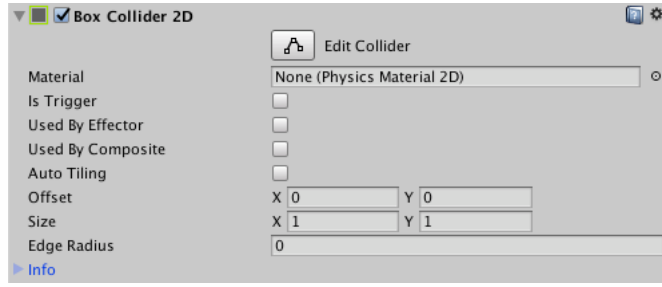 Box Collider 2D
Edit Collider
Material None (Physics Material 2D)
Is Trigger
Used By Effector
Used By Composite
Auto Tiling
Offset X 0 Y 0
Size X 1 Y 1
Edge Radius 0
Info